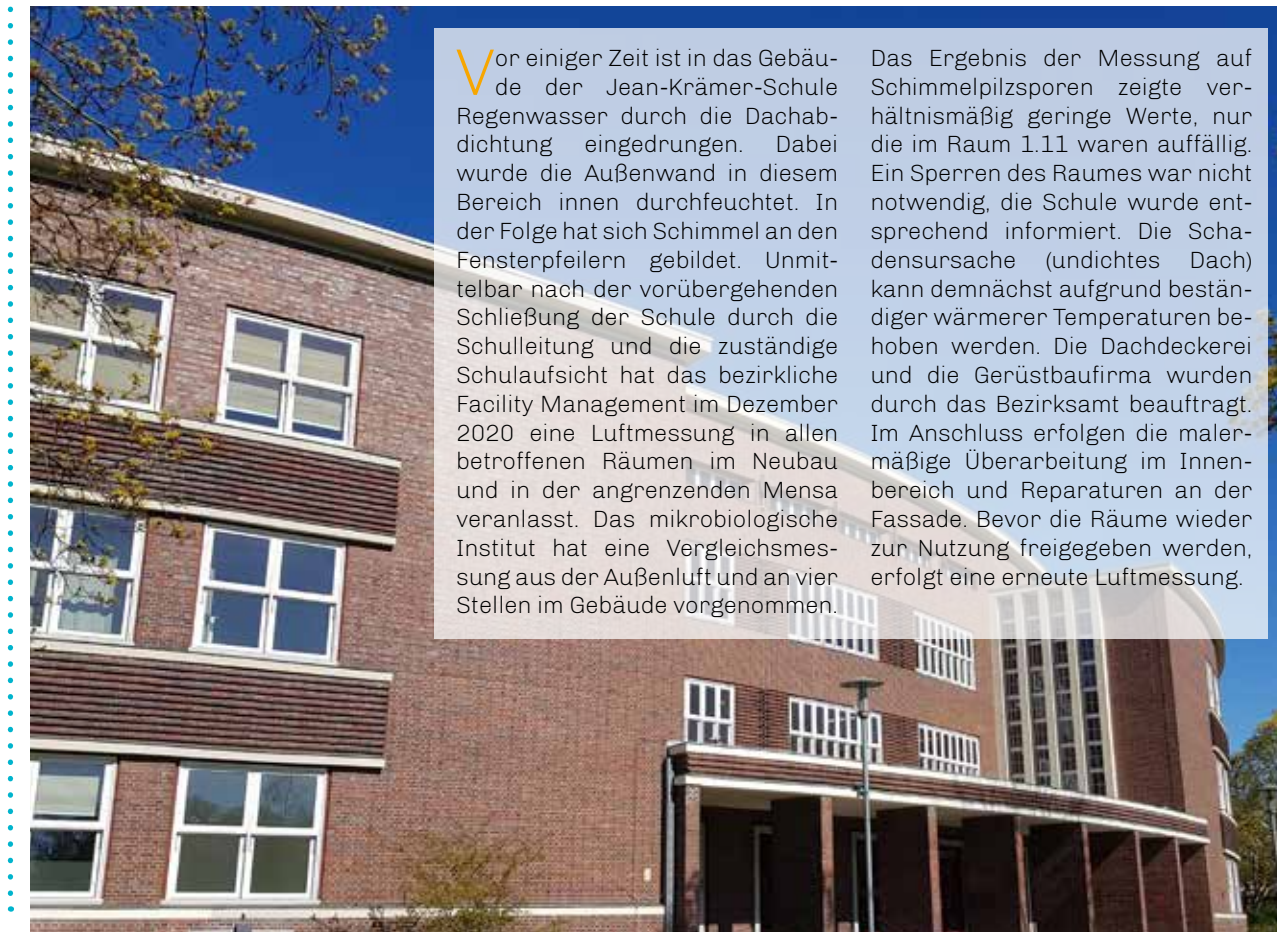 Vor einiger Zeit ist in das Gebäu-
de der Jean-Krämer-Schule
Regenwasser durch die Dachab-
dichtung eingedrungen. Dabei
wurde die Außenwand in diesem
Bereich innen durchfeuchtet. In
der Folge hat sich Schimmel an den
Fensterpfeilern gebildet. Unmit-
telbar nach der vorübergehenden
Schließung der Schule durch die
Schulleitung und die zuständige
Schulaufsicht hat das bezirkliche
Facility Management im Dezember
2020 eine Luftmessung in allen
betroffenen Räumen im Neubau
und in der angrenzenden Mensa
veranlasst. Das mikrobiologische
Institut hat eine Vergleichsmes-
sung aus der Außenluft und an vier
Stellen im Gebäude vorgenommen.
Das Ergebnis der Messung auf
Schimmelpilzsporen zeigte ver-
hältnismäßig geringe Werte, nur
die im Raum 1.11 waren auffällig.
Ein Sperren des Raumes war nicht
notwendig, die Schule wurde ent-
sprechend informiert. Die Scha-
densursache (undichtes Dach)
kann demnächst aufgrund bestän-
diger wärmerer Temperaturen be-
hoben werden. Die Dachdeckerei
und die Gerüstbaufirma wurden
durch das Bezirksamt beauftragt.
Im Anschluss erfolgen die maler-
mäßige Überarbeitung im Innen-
bereich und Reparaturen an der
Fassade. Bevor die Räume wieder
zur Nutzung freigegeben werden,
erfolgt eine erneute Luftmessung.